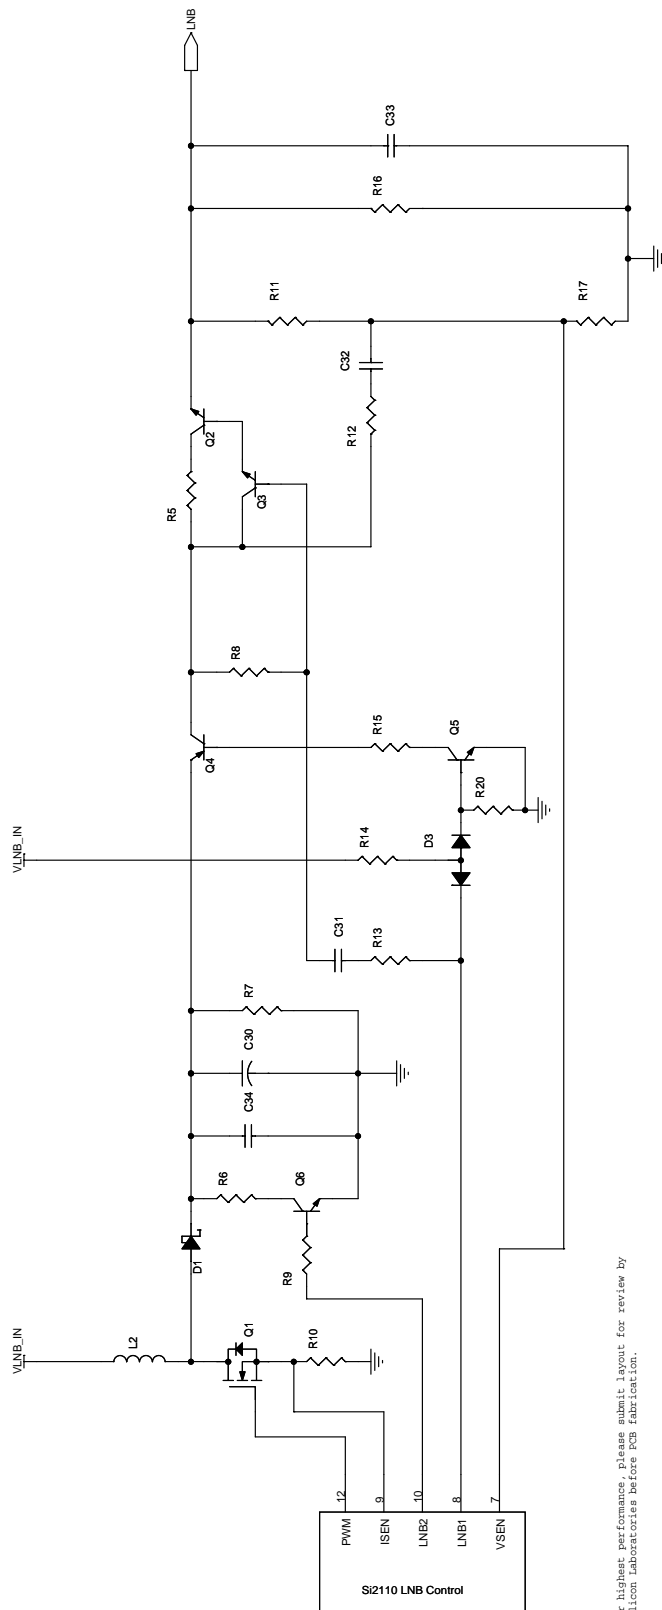 VLNB_IN
VLNB_IN
LNB
L2
Q1
D1
R10
R9
R6
Q6
C34
C30
R7
C31
R13
R14
D3
R20
Q5
R15
Q4
R8
R5
Q3
Q2
R12
C32
R11
R17
R16
C33
PWM
12
ISEN
9
LNB2
10
LNB1
8
VSEN
7
Si2110 LNB Control
highest performance, please submit layout for review by
Laboratories before PCB fabrication.